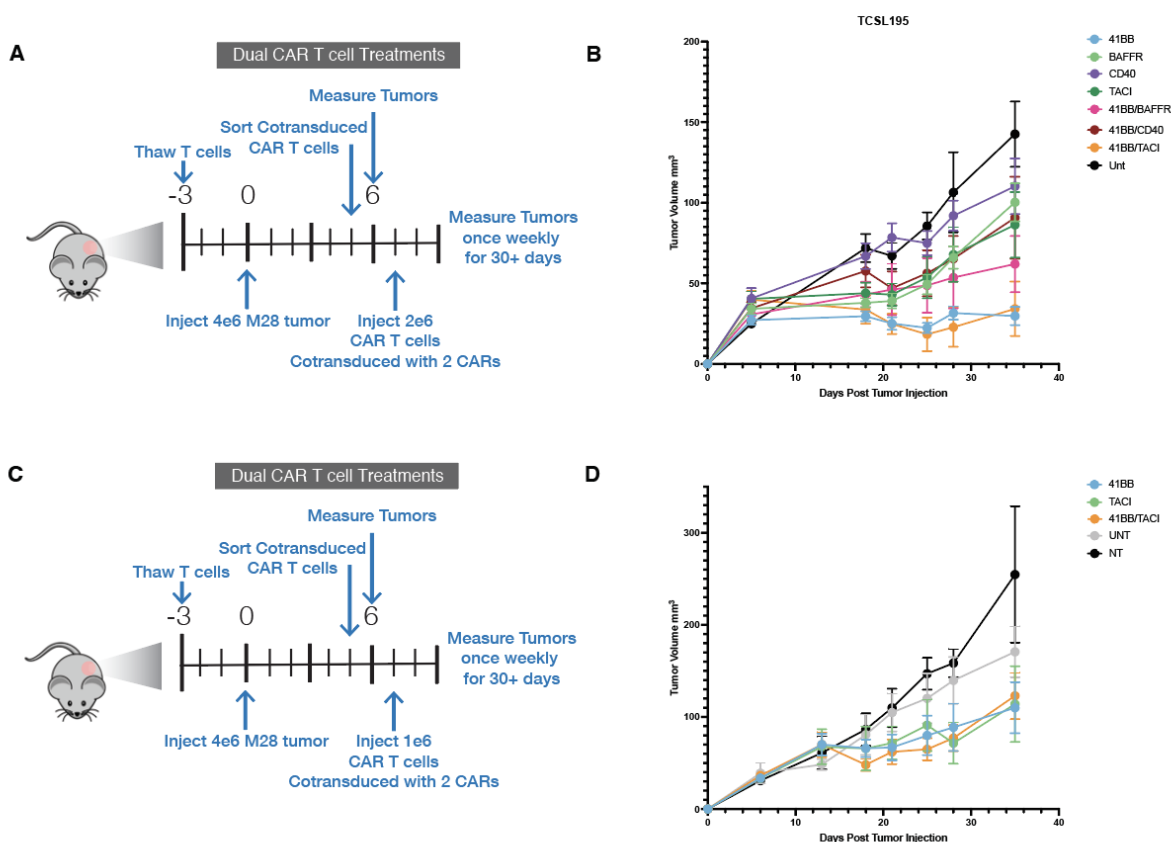 A
Dual CAR T cell Treatments
Measure Tumors
Sort Cotransduced
CAR T cells
Thaw T cells
-3
0
6
Measure Tumors
once weekly
for 30+ days
Inject 4e6 M28 tumor
Inject 2e6
CAR T cells
Cotransduced with 2 CARs
B
TCSL195
200
150
100
50
0
Tumor Volume mm³
0
10
20
30
40
Days Post Tumor Injection
41BB
BAFFR
CD40
TACI
41BB/BAFFR
41BB/CD40
41BB/TACI
Unt
C
Dual CAR T cell Treatments
Measure Tumors
Sort Cotransduced
CAR T cells
Thaw T cells
-3
0
6
Measure Tumors
once weekly
for 30+ days
Inject 4e6 M28 tumor
Inject 1e6
CAR T cells
Cotransduced with 2 CARs
D
300
200
100
0
Tumor Volume mm³
0
10
20
30
40
Days Post Tumor Injection
41BB
TACI
41BB/TACI
UNT
NT